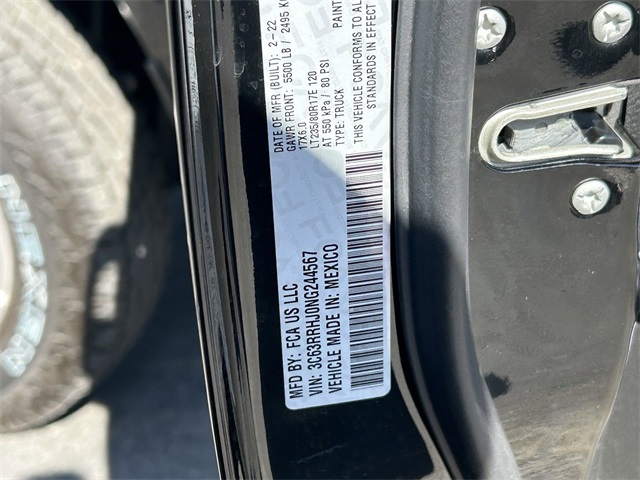 MFD BY: FCA US LLC
DATE OF MFR (BUILT): 2-22
GAWR FRONT: 5500 LB / 2495 K
17X6.0
LT235/80R17E 120
AT 550 kPa / 80 PSI
TYPE: TRUCK
PAINT
VIN: 3C63RRHJ0NG244567
VEHICLE MADE IN: MEXICO
THIS VEHICLE CONFORMS TO AL
STANDARDS IN EFFECT
NEXEN